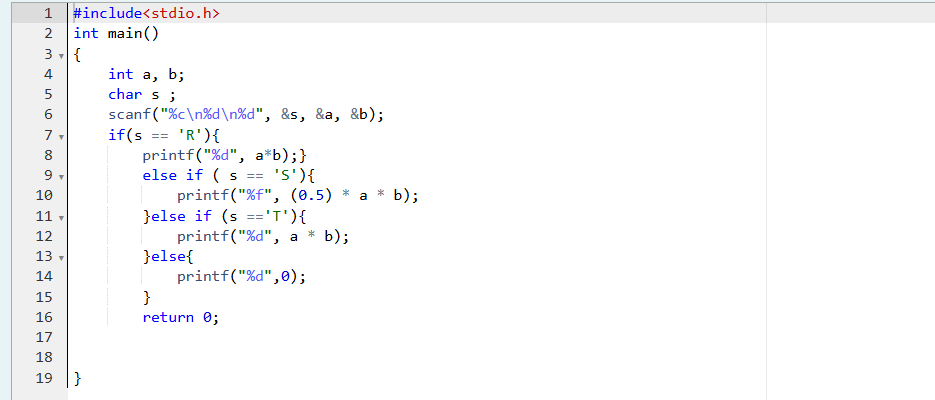 1 #include<stdio.h>
2 int main()
3 {
4     int a, b;
5     char s ;
6     scanf("%c\n%d\n%d", &s, &a, &b);
7     if(s == 'R'){
8         printf("%d", a*b);}
9         else if ( s == 'S'){
10             printf("%f", (0.5) * a * b);
11         }else if (s =='T'){
12             printf("%d", a * b);
13         }else{
14             printf("%d",0);
15         }
16         return 0;
17
18
19 }